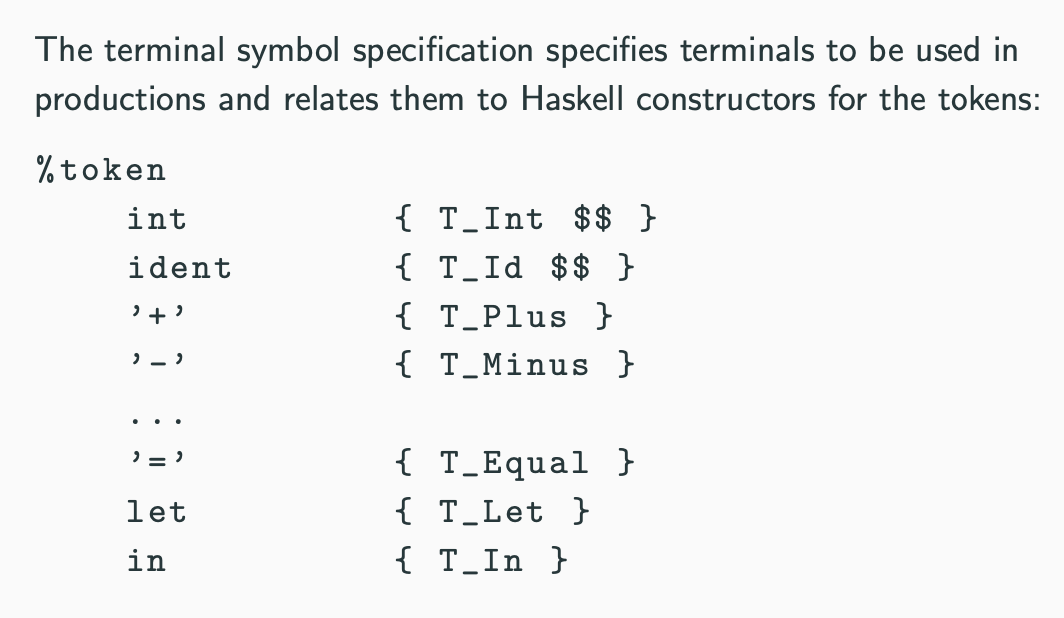 The terminal symbol specification specifies terminals to be used in
productions and relates them to Haskell constructors for the tokens:
%token
int { T_Int $$ }
ident { T_Id $$ }
’+’ { T_Plus }
’-’ { T_Minus }
...
’=’ { T_Equal }
let { T_Let }
in { T_In }